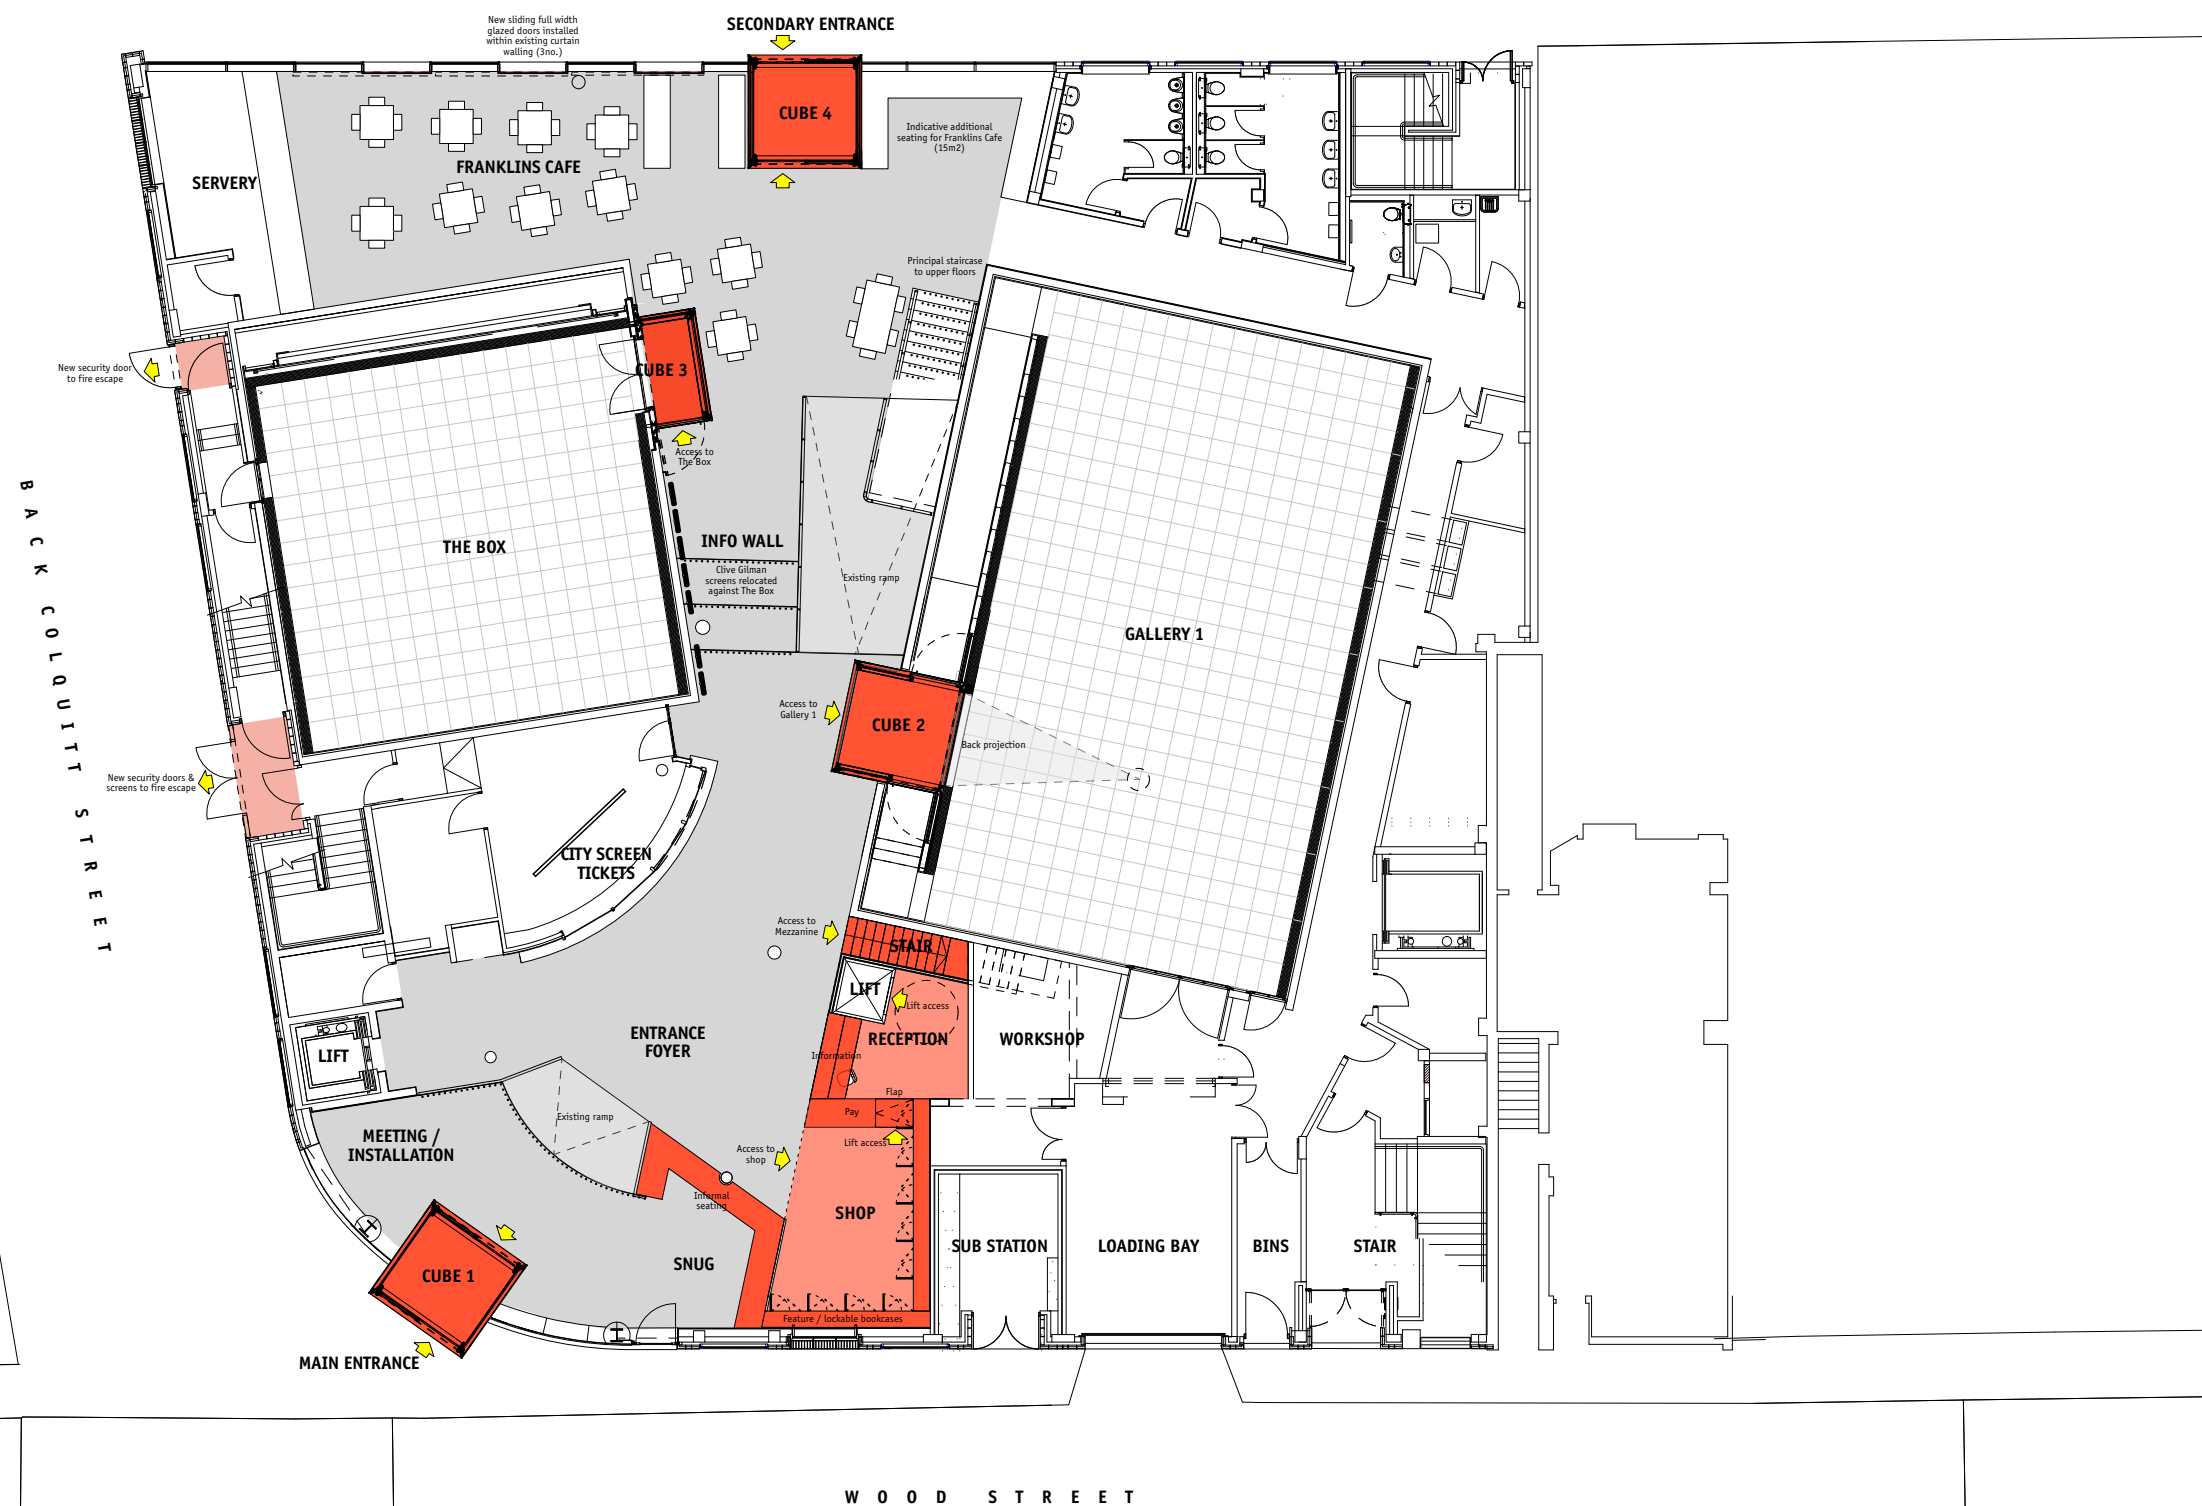 New sliding full width
glazed doors installed
within existing curtain
walling (3no.)
SECONDARY ENTRANCE
CUBE 4
Indicative additional
seating for Franklins Cafe
(15m2)
FRANKLINS CAFE
SERVERY
Principal staircase
to upper floors
New security door
to fire escape
CUBE 3
Access to
The Box
THE BOX
INFO WALL
Clive Gilman
screens relocated
against The Box
Existing ramp
GALLERY 1
BACK COLQUITT STREET
Access to
Gallery 1
CUBE 2
Back projection
New security doors &
screens to fire escape
CITY SCREEN
TICKETS
Access to
Mezzanine
STAIR
LIFT
Lift access
RECEPTION
WORKSHOP
ENTRANCE
FOYER
LIFT
Information
Flap
Pay
Existing ramp
Lift access
MEETING /
INSTALLATION
Access to
shop
Informal
seating
SHOP
SNUG
SUB STATION
LOADING BAY
BINS
STAIR
CUBE 1
Feature / lockable bookcases
MAIN ENTRANCE
WOOD STREET